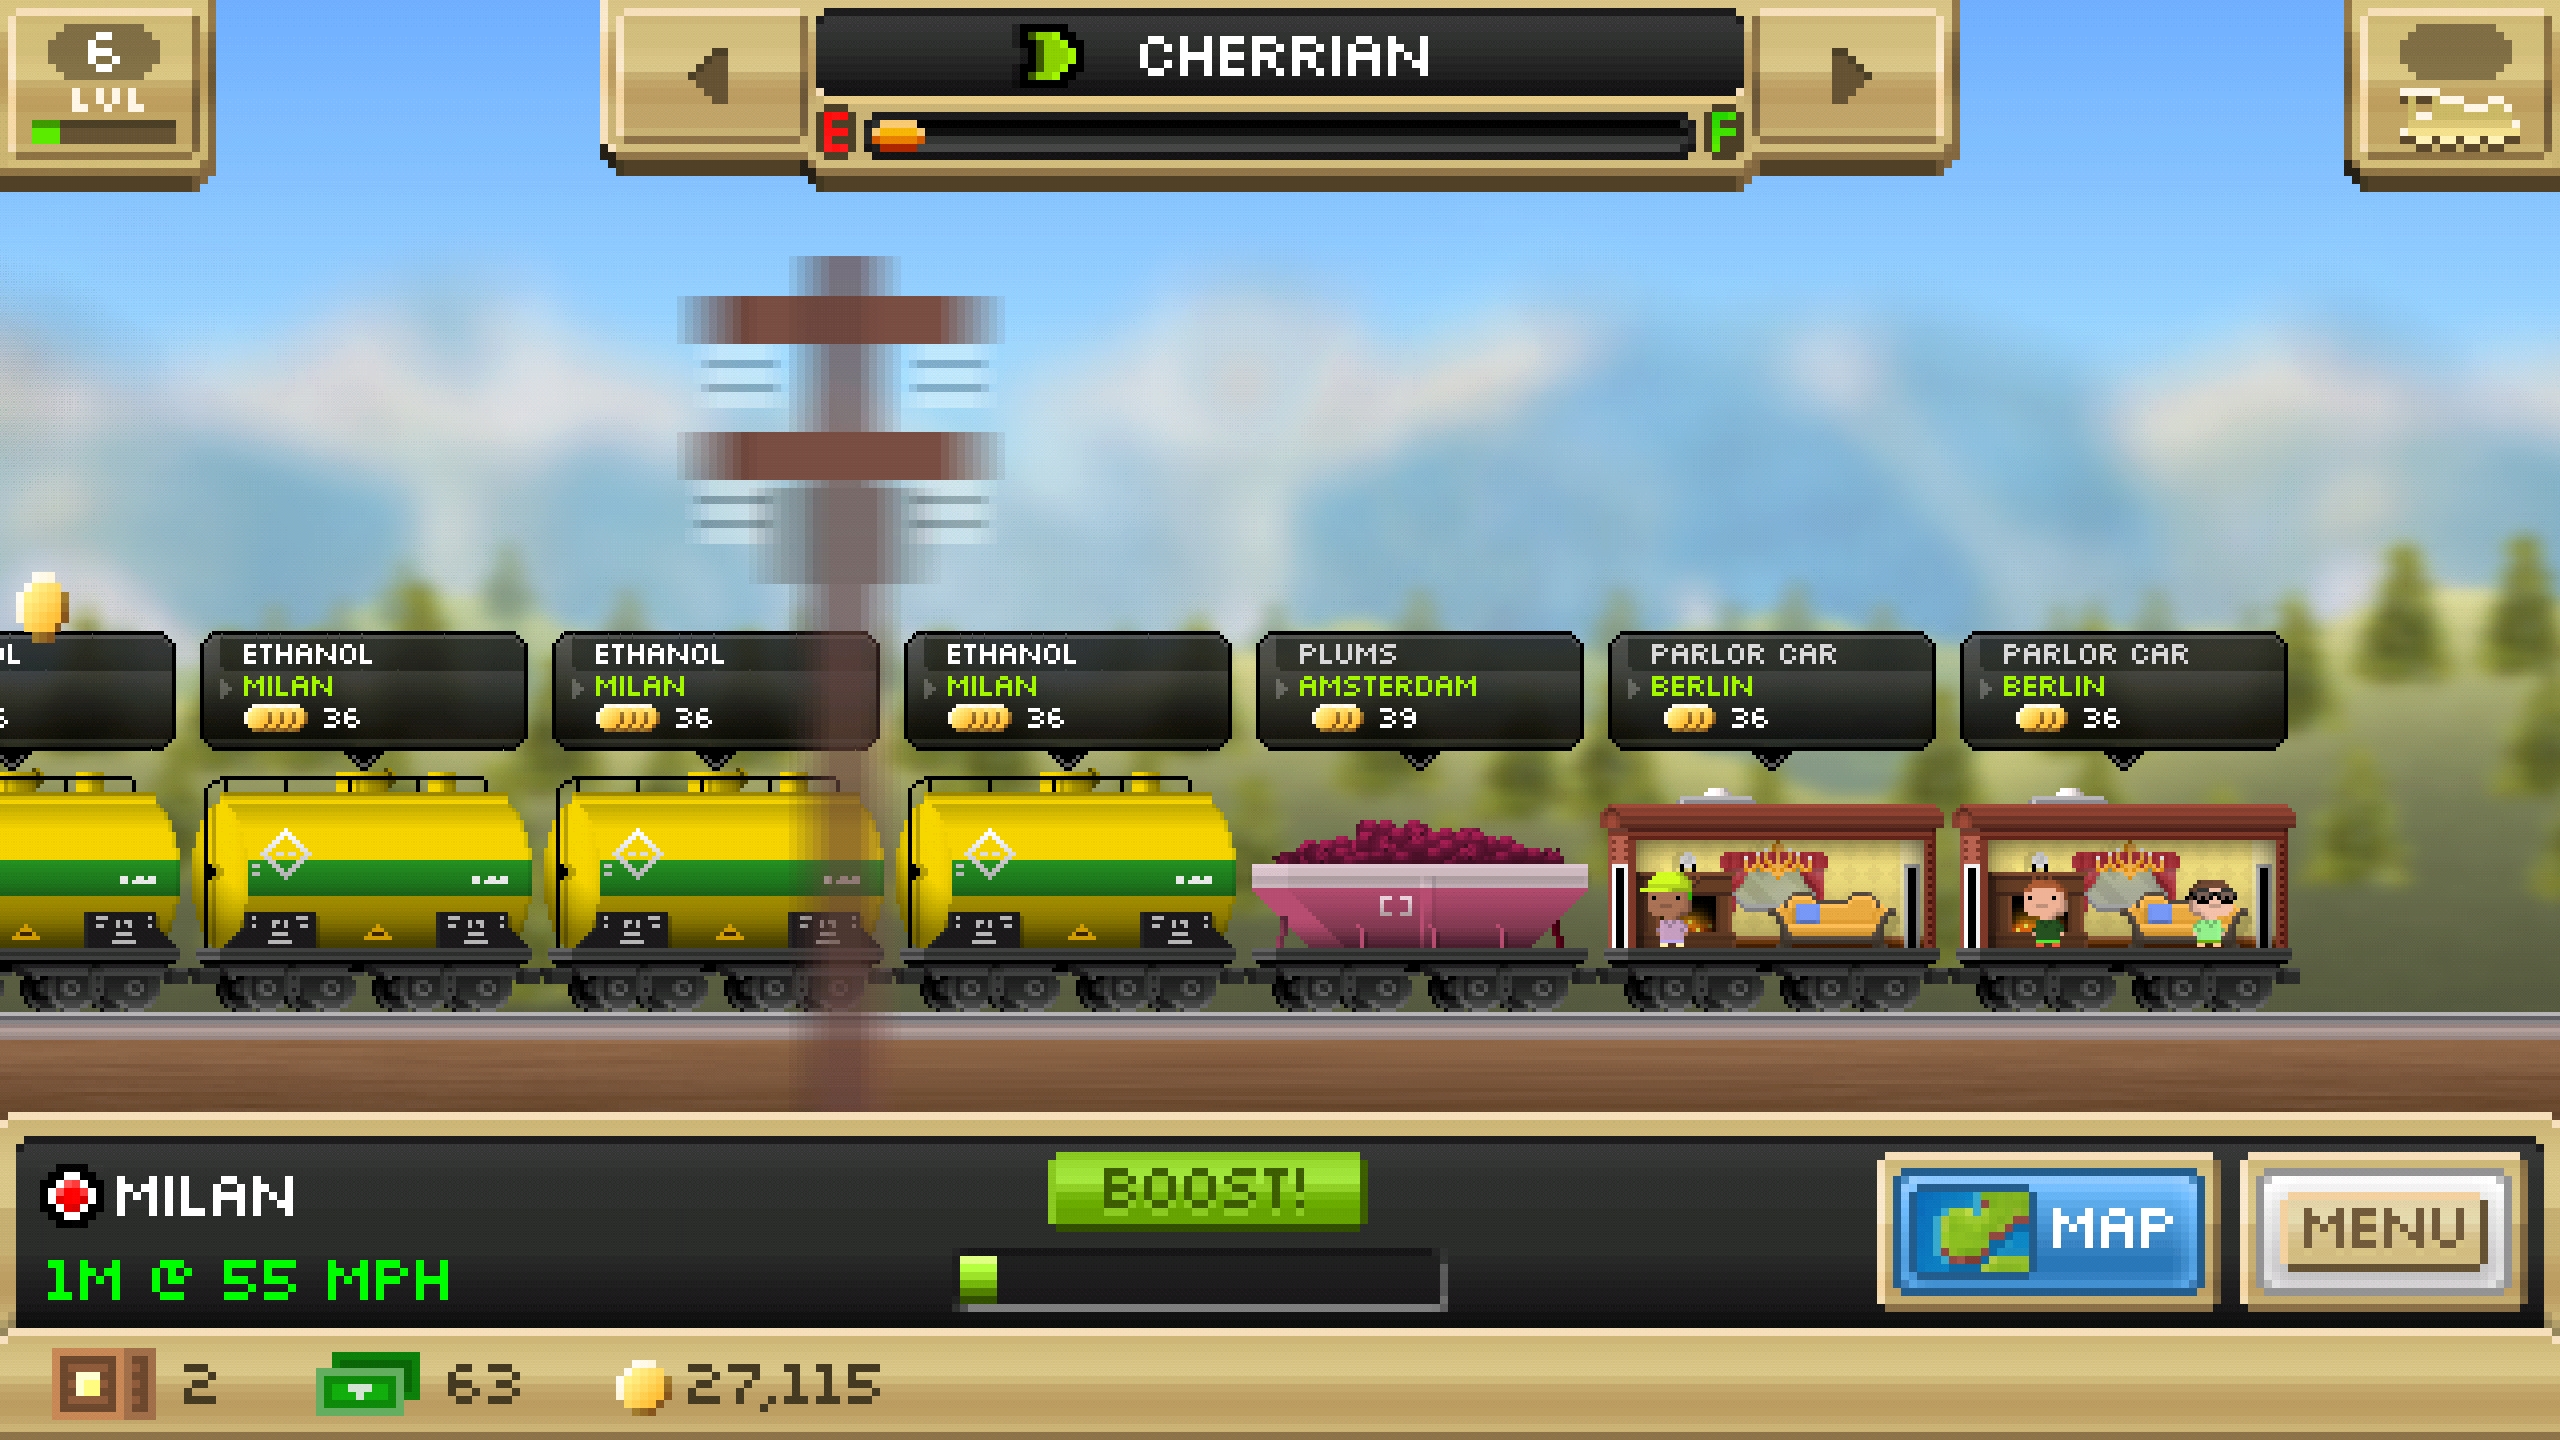 6
LVL
CHERRIAN
E F
ETHANOL
MILAN
36
ETHANOL
MILAN
36
ETHANOL
MILAN
36
PLUMS
AMSTERDAM
39
PARLOR CAR
BERLIN
36
PARLOR CAR
BERLIN
36
MILAN
1M @ 55 MPH
BOOST!
MAP
MENU
2
63
27,115